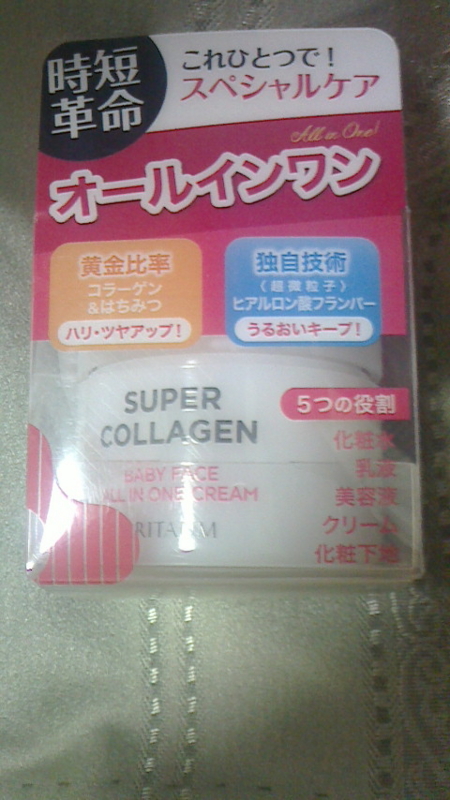 時短
革命
これひとつで！
スペシャルケア
All in One!
オールインワン
黄金比率
コラーゲン
&はちみつ
ハリ・ツヤアップ！
独自技術
〈超微粒子〉
ヒアルロン酸フランバー
うるおいキープ！
SUPER
COLLAGEN
BABY FACE
ALL IN ONE CREAM
5つの役割
化粧水
乳液
美容液
クリーム
化粧下地